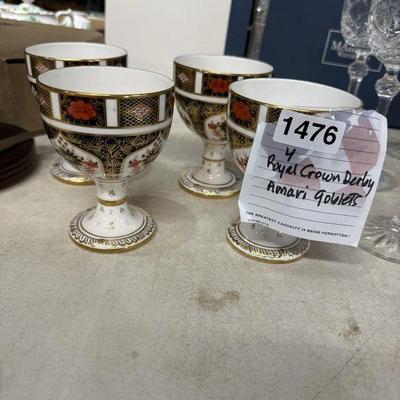 1476
4
Royal Crown Derby
Amari goblets
THE GREATEST CASUALTY IS BEING FORGOTTEN.